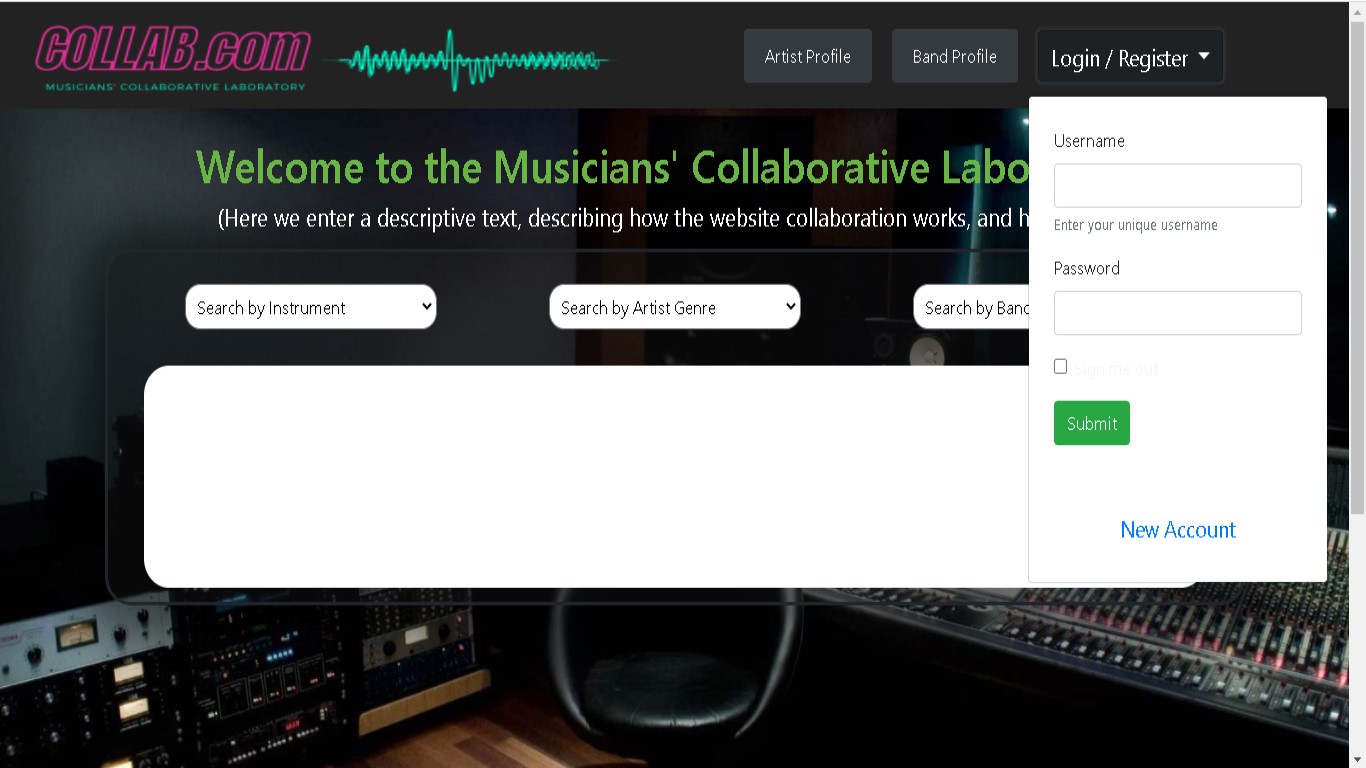 COLLAB.com
MUSICIANS' COLLABORATIVE LABORATORY
Artist Profile
Band Profile
Login / Register
Welcome to the Musicians' Collaborative Labo
(Here we enter a descriptive text, describing how the website collaboration works, and h
Search by Instrument
Search by Artist Genre
Search by Band
Username
Enter your unique username
Password
Sign me out
Submit
New Account